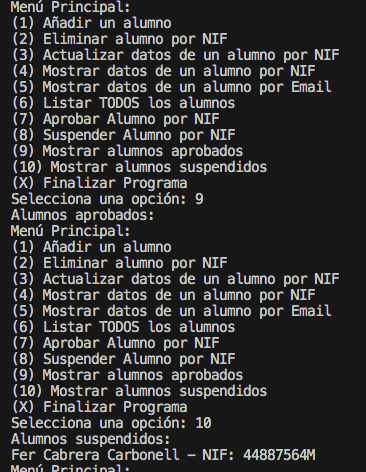 Menú Principal:
(1) Añadir un alumno
(2) Eliminar alumno por NIF
(3) Actualizar datos de un alumno por NIF
(4) Mostrar datos de un alumno por NIF
(5) Mostrar datos de un alumno por Email
(6) Listar TODOS los alumnos
(7) Aprobar Alumno por NIF
(8) Suspender Alumno por NIF
(9) Mostrar alumnos aprobados
(10) Mostrar alumnos suspendidos
(X) Finalizar Programa
Selecciona una opción: 9
Alumnos aprobados:
Menú Principal:
(1) Añadir un alumno
(2) Eliminar alumno por NIF
(3) Actualizar datos de un alumno por NIF
(4) Mostrar datos de un alumno por NIF
(5) Mostrar datos de un alumno por Email
(6) Listar TODOS los alumnos
(7) Aprobar Alumno por NIF
(8) Suspender Alumno por NIF
(9) Mostrar alumnos aprobados
(10) Mostrar alumnos suspendidos
(X) Finalizar Programa
Selecciona una opción: 10
Alumnos suspendidos:
Fer Cabrera Carbonell - NIF: 44887564M
Menú Principal: